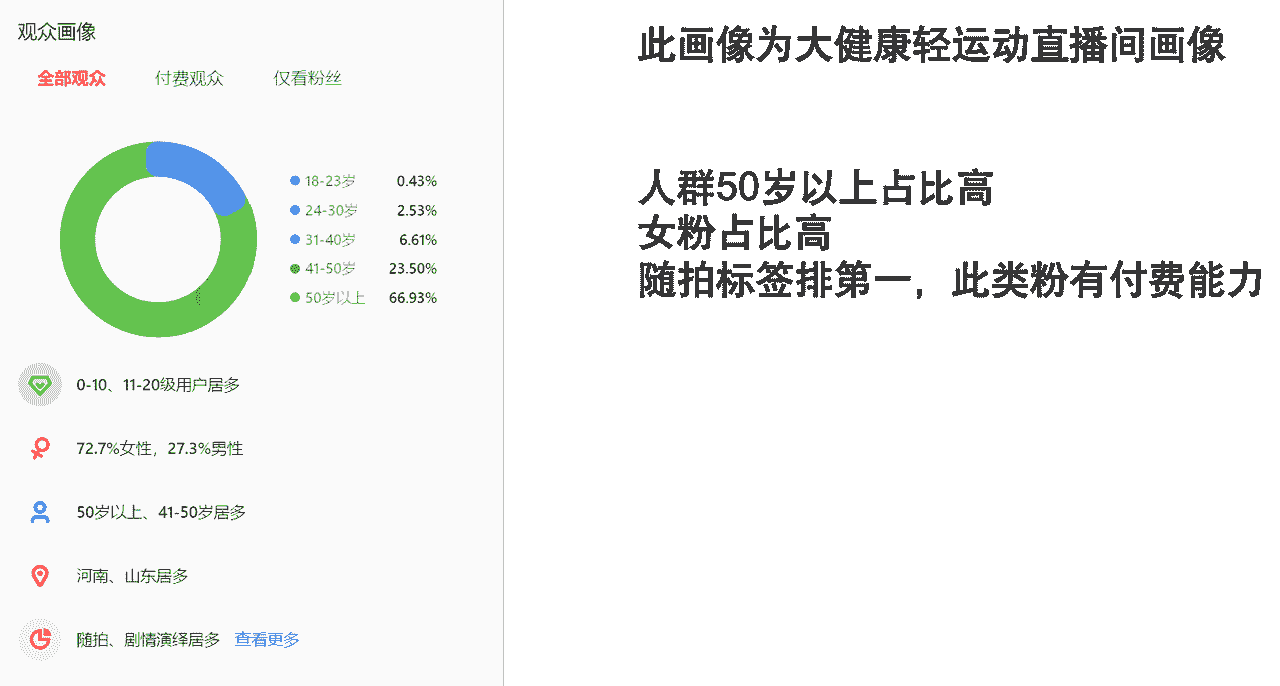 观众画像
全部观众 付费观众 仅看粉丝
18-23岁 0.43%
24-30岁 2.53%
31-40岁 6.61%
41-50岁 23.50%
50岁以上 66.93%
0-10、11-20级用户居多
72.7%女性，27.3%男性
50岁以上、41-50岁居多
河南、山东居多
随拍、剧情演绎居多 查看更多
此画像为大健康轻运动直播间画像
人群50岁以上占比高
女粉占比高
随拍标签排第一，此类粉有付费能力